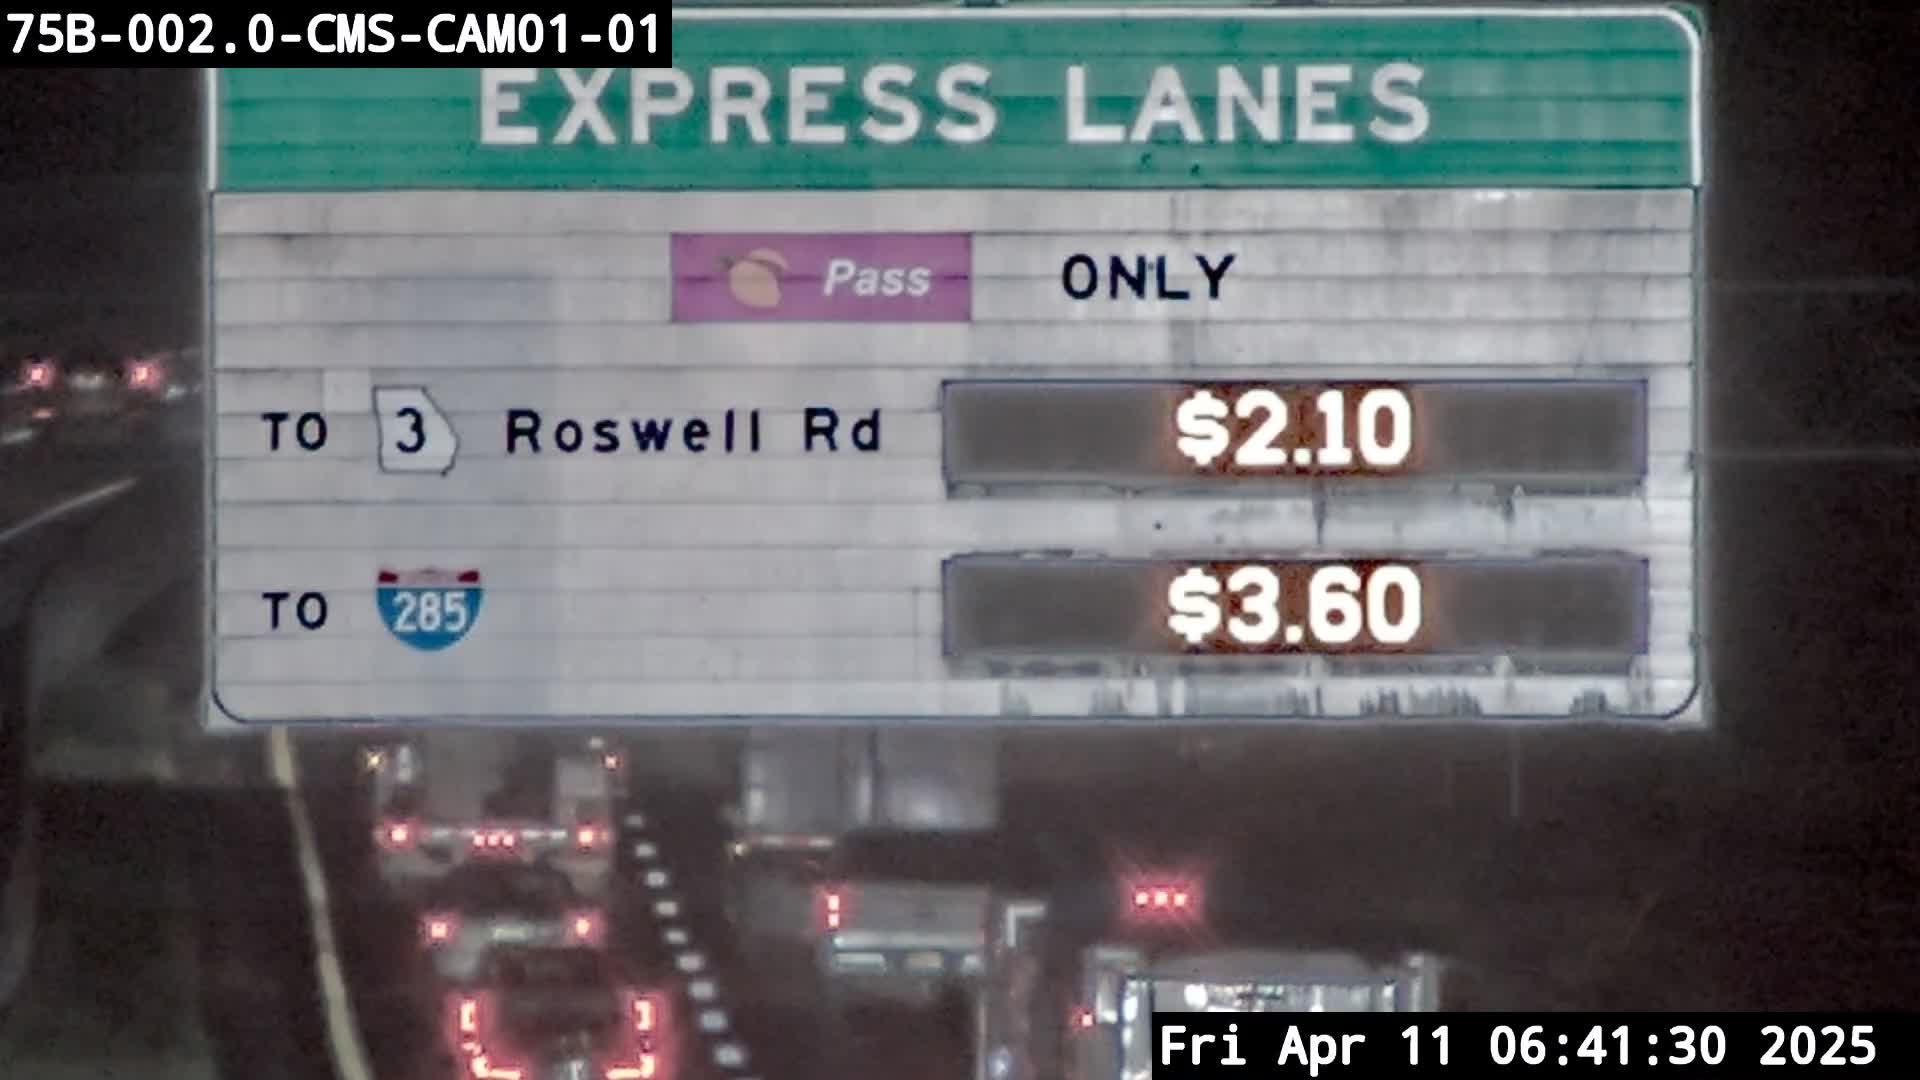 75B-002.0-CMS-CAM01-01
EXPRESS LANES
Pass ONLY
TO 3 Roswell Rd $2.10
TO 285 $3.60
Fri Apr 11 06:41:30 2025